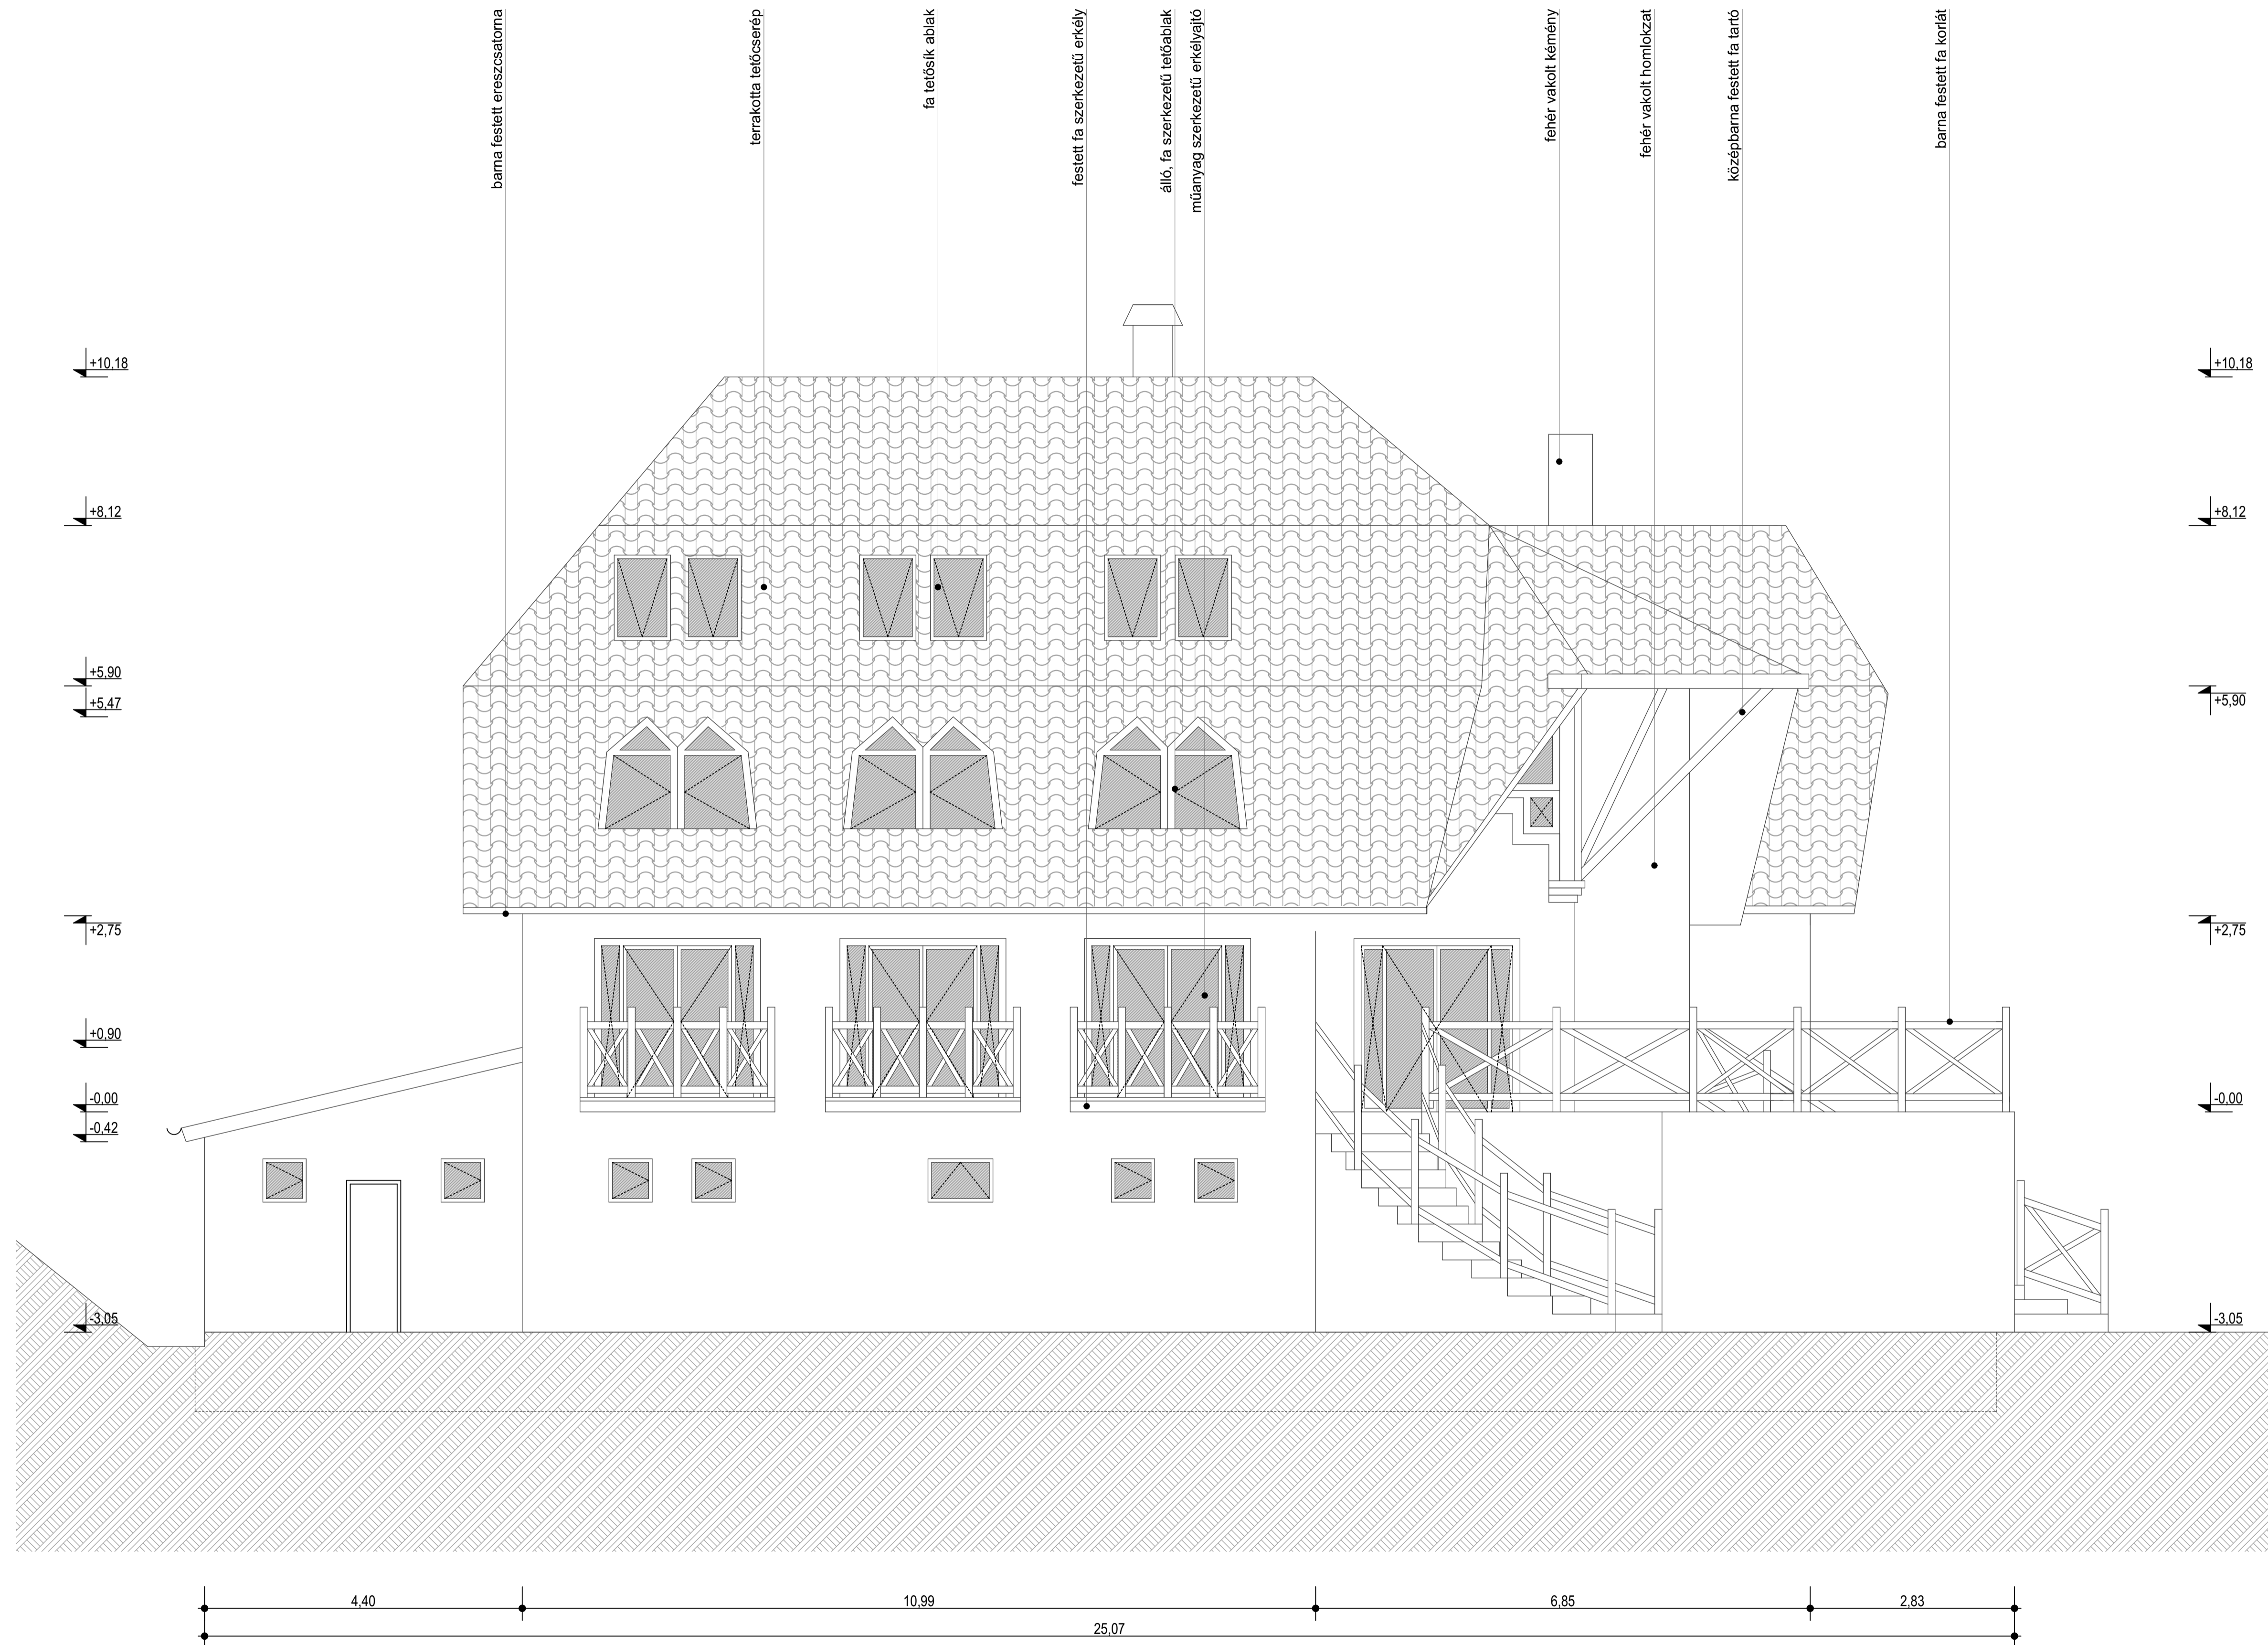 barna festett ereszcsatorna
terrakotta tetőcserép
fa tetősík ablak
festett fa szerkezetű erkély
álló, fa szerkezetű tetőablak
műanyag szerkezetű erkélyajtó
fehér vakolt kémény
fehér vakolt homlokzat
középbarna festett fa tartó
barna festett fa korlát
+10,18
+8,12
+5,90
+5,47
+2,75
+0,90
-0,00
-0,42
-3,05
+10,18
+8,12
+5,90
+2,75
-0,00
-3,05
4,40
10,99
6,85
2,83
25,07